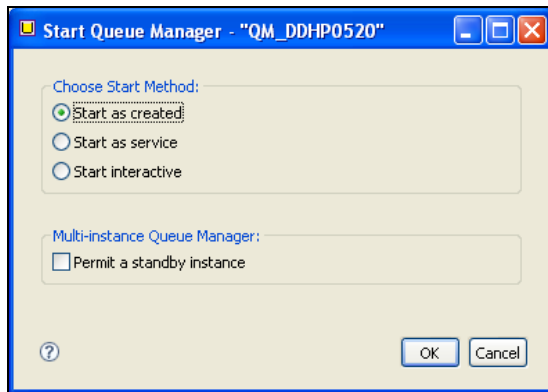 Start Queue Manager - "QM_DDHP0520"
Choose Start Method:
Start as created
Start as service
Start interactive
Multi-instance Queue Manager:
Permit a standby instance
?
OK
Cancel